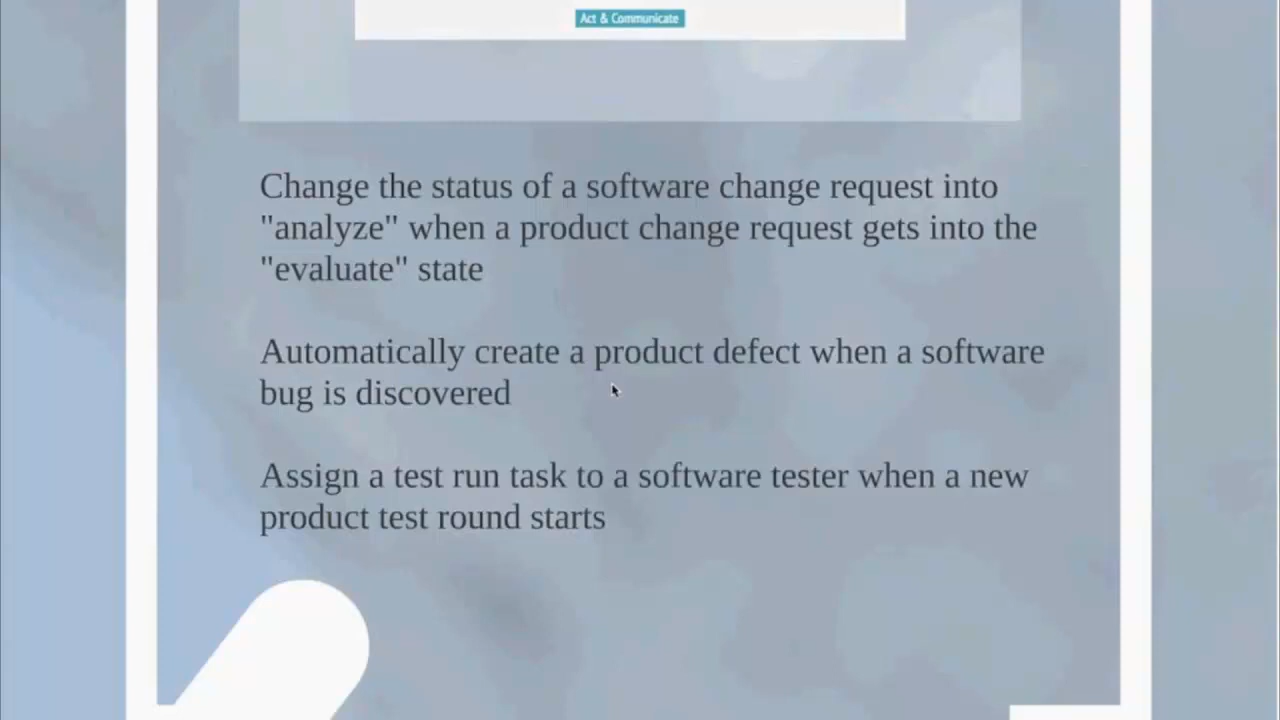 Act & Communicate
Change the status of a software change request into
"analyze" when a product change request gets into the
"evaluate" state
Automatically create a product defect when a software
bug is discovered
Assign a test run task to a software tester when a new
product test round starts